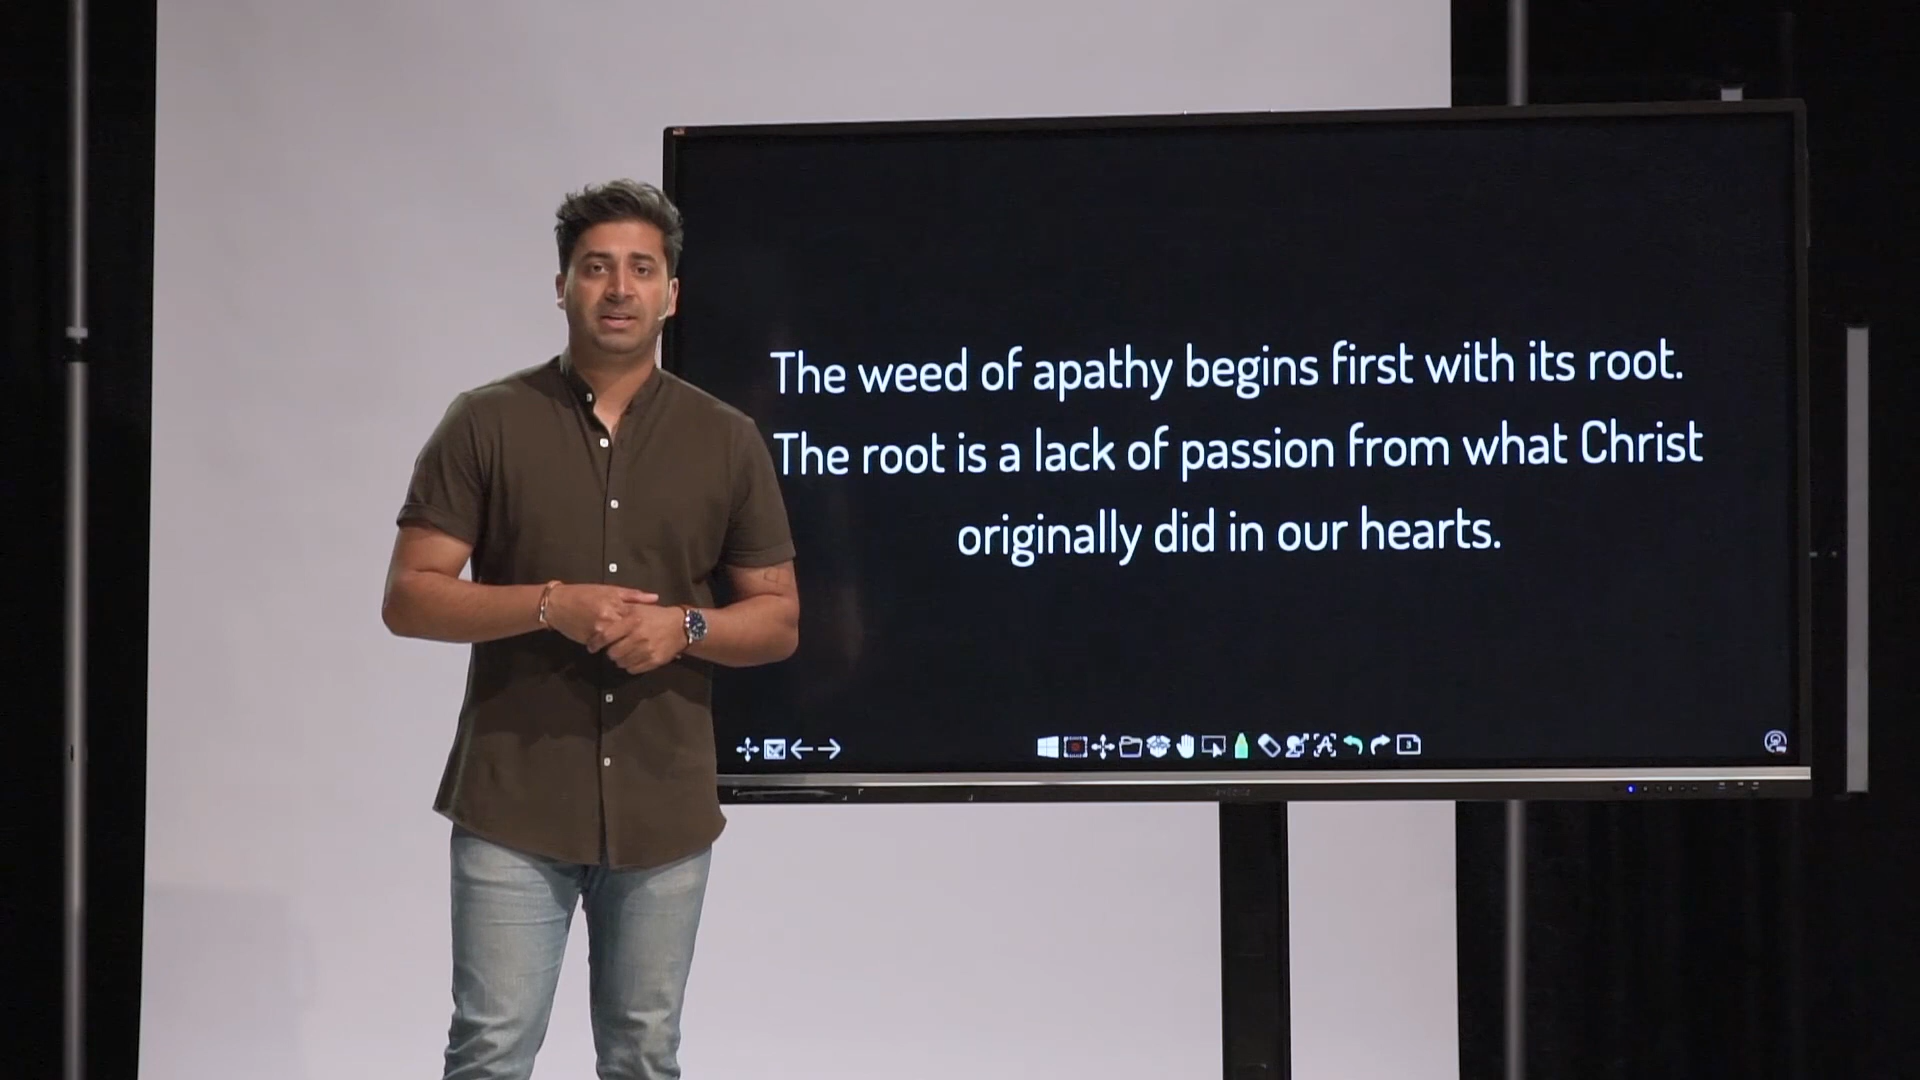 The weed of apathy begins first with its root.
The root is a lack of passion from what Christ
originally did in our hearts.